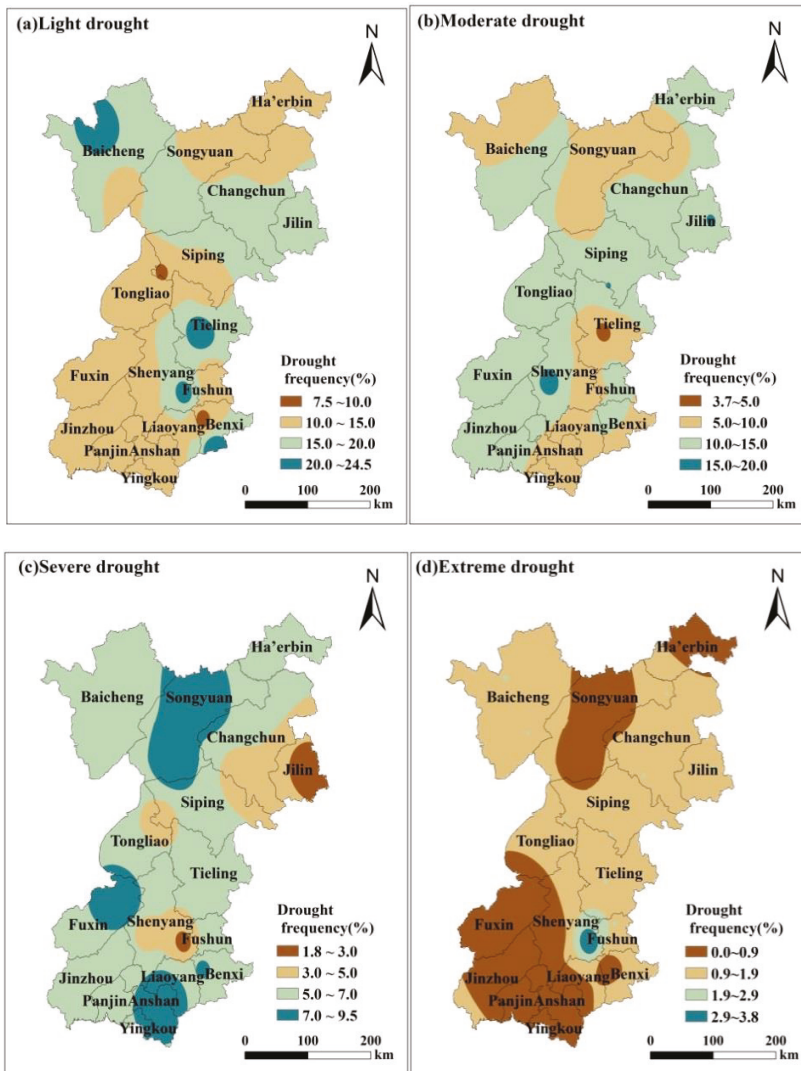 (a)Light drought
N
Ha'erbin
Baicheng
Songyuan
Changchun
Jilin
Siping
Tongliao
Tieling
Fuxin
Shenyang
Fushun
Jinzhou
Liaoyang
Benxi
Panjin
Anshan
Yingkou
Drought
frequency(%)
7.5 ~10.0
10.0 ~ 15.0
15.0 ~ 20.0
20.0 ~24.5
0 100 200
km
(b)Moderate drought
N
Ha'erbin
Baicheng
Songyuan
Changchun
Jilin
Siping
Tongliao
Tieling
Fuxin
Shenyang
Fushun
Jinzhou
Liaoyang
Benxi
Panjin
Anshan
Yingkou
Drought
frequency(%)
3.7~5.0
5.0~10.0
10.0~15.0
15.0~20.0
0 100 200
km
(c)Severe drought
N
Ha'erbin
Baicheng
Songyuan
Changchun
Jilin
Siping
Tongliao
Tieling
Fuxin
Shenyang
Fushun
Jinzhou
Liaoyang
Benxi
Panjin
Anshan
Yingkou
Drought
frequency(%)
1.8 ~ 3.0
3.0 ~ 5.0
5.0 ~ 7.0
7.0 ~ 9.5
0 100 200
km
(d)Extreme drought
N
Ha'erbin
Baicheng
Songyuan
Changchun
Jilin
Siping
Tongliao
Tieling
Fuxin
Shenyang
Fushun
Jinzhou
Liaoyang
Benxi
Panjin
Anshan
Yingkou
Drought
frequency(%)
0.0~0.9
0.9~1.9
1.9~2.9
2.9~3.8
0 100 200
km